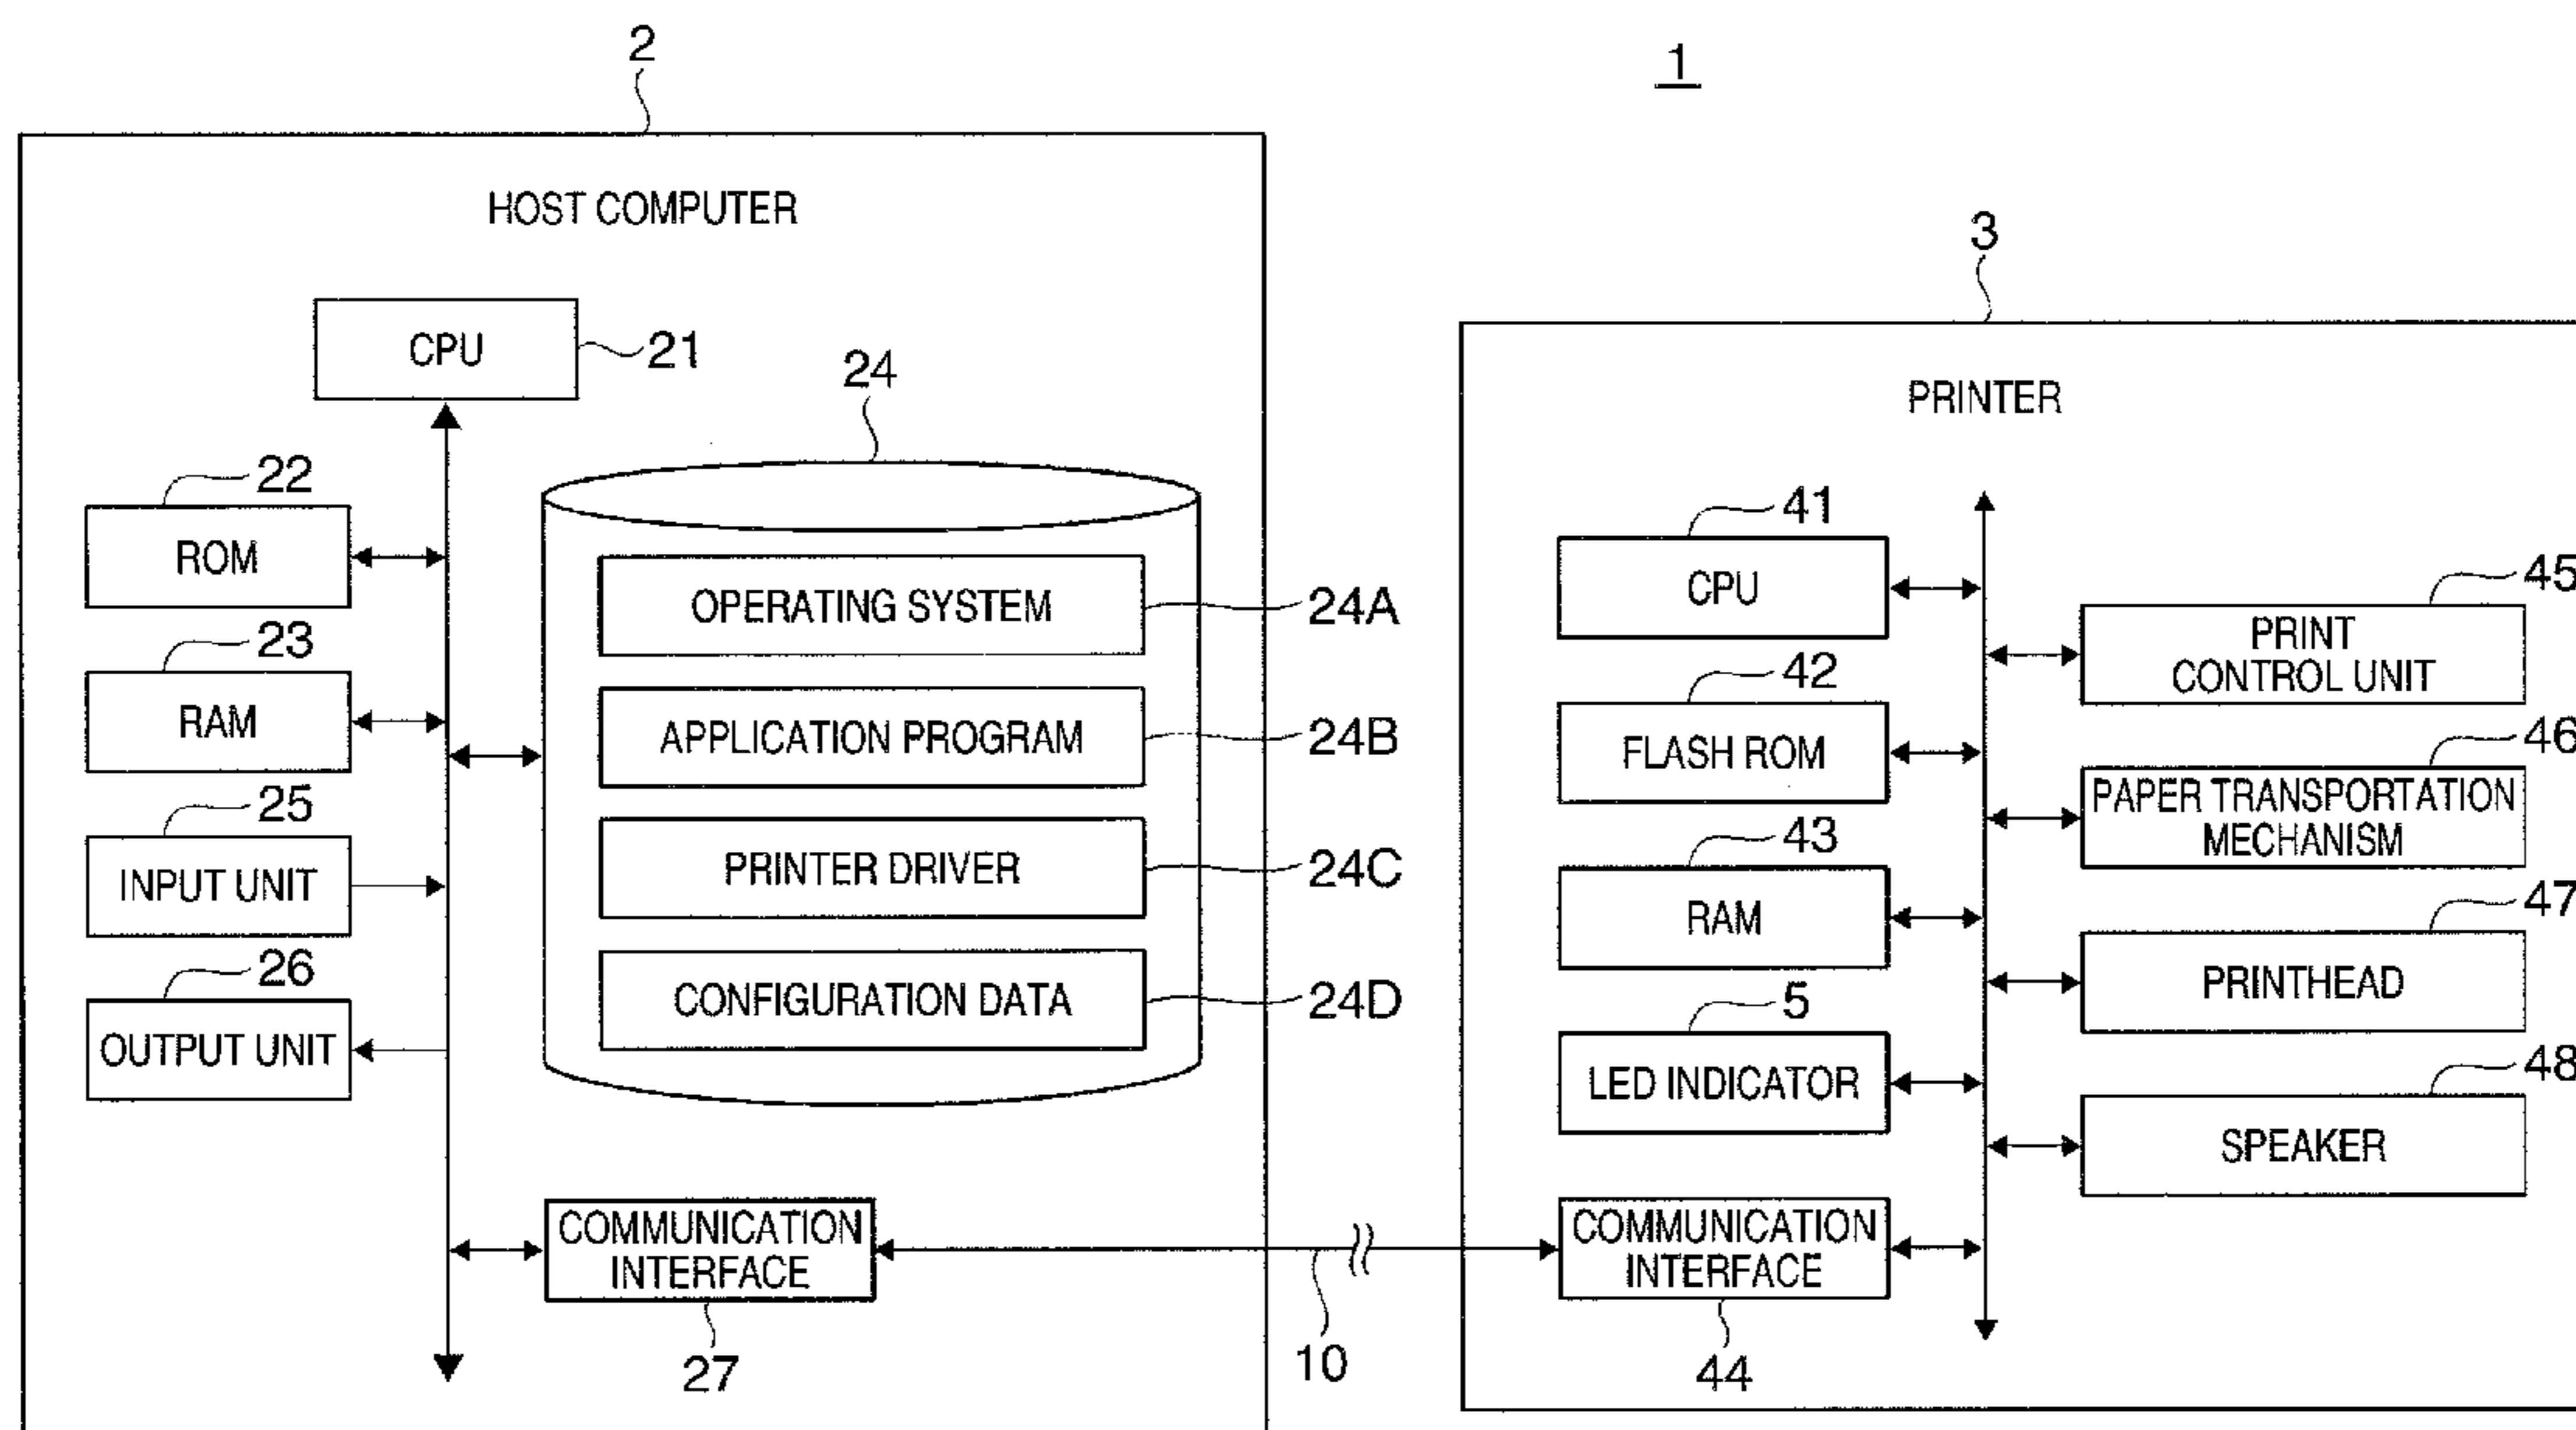 1
2
HOST COMPUTER
CPU
21
22
ROM
23
RAM
25
INPUT UNIT
26
OUTPUT UNIT
24
OPERATING SYSTEM
24A
APPLICATION PROGRAM
24B
PRINTER DRIVER
24C
CONFIGURATION DATA
24D
COMMUNICATION
INTERFACE
27
10
3
PRINTER
41
CPU
42
FLASH ROM
43
RAM
5
LED INDICATOR
COMMUNICATION
INTERFACE
44
45
PRINT
CONTROL UNIT
46
PAPER TRANSPORTATION
MECHANISM
47
PRINTHEAD
48
SPEAKER